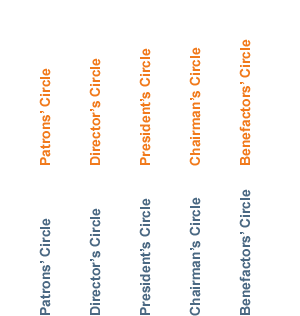 Patrons’ Circle
Director’s Circle
President’s Circle
Chairman’s Circle
Benefactors’ Circle
Patrons’ Circle
Director’s Circle
President’s Circle
Chairman’s Circle
Benefactors’ Circle